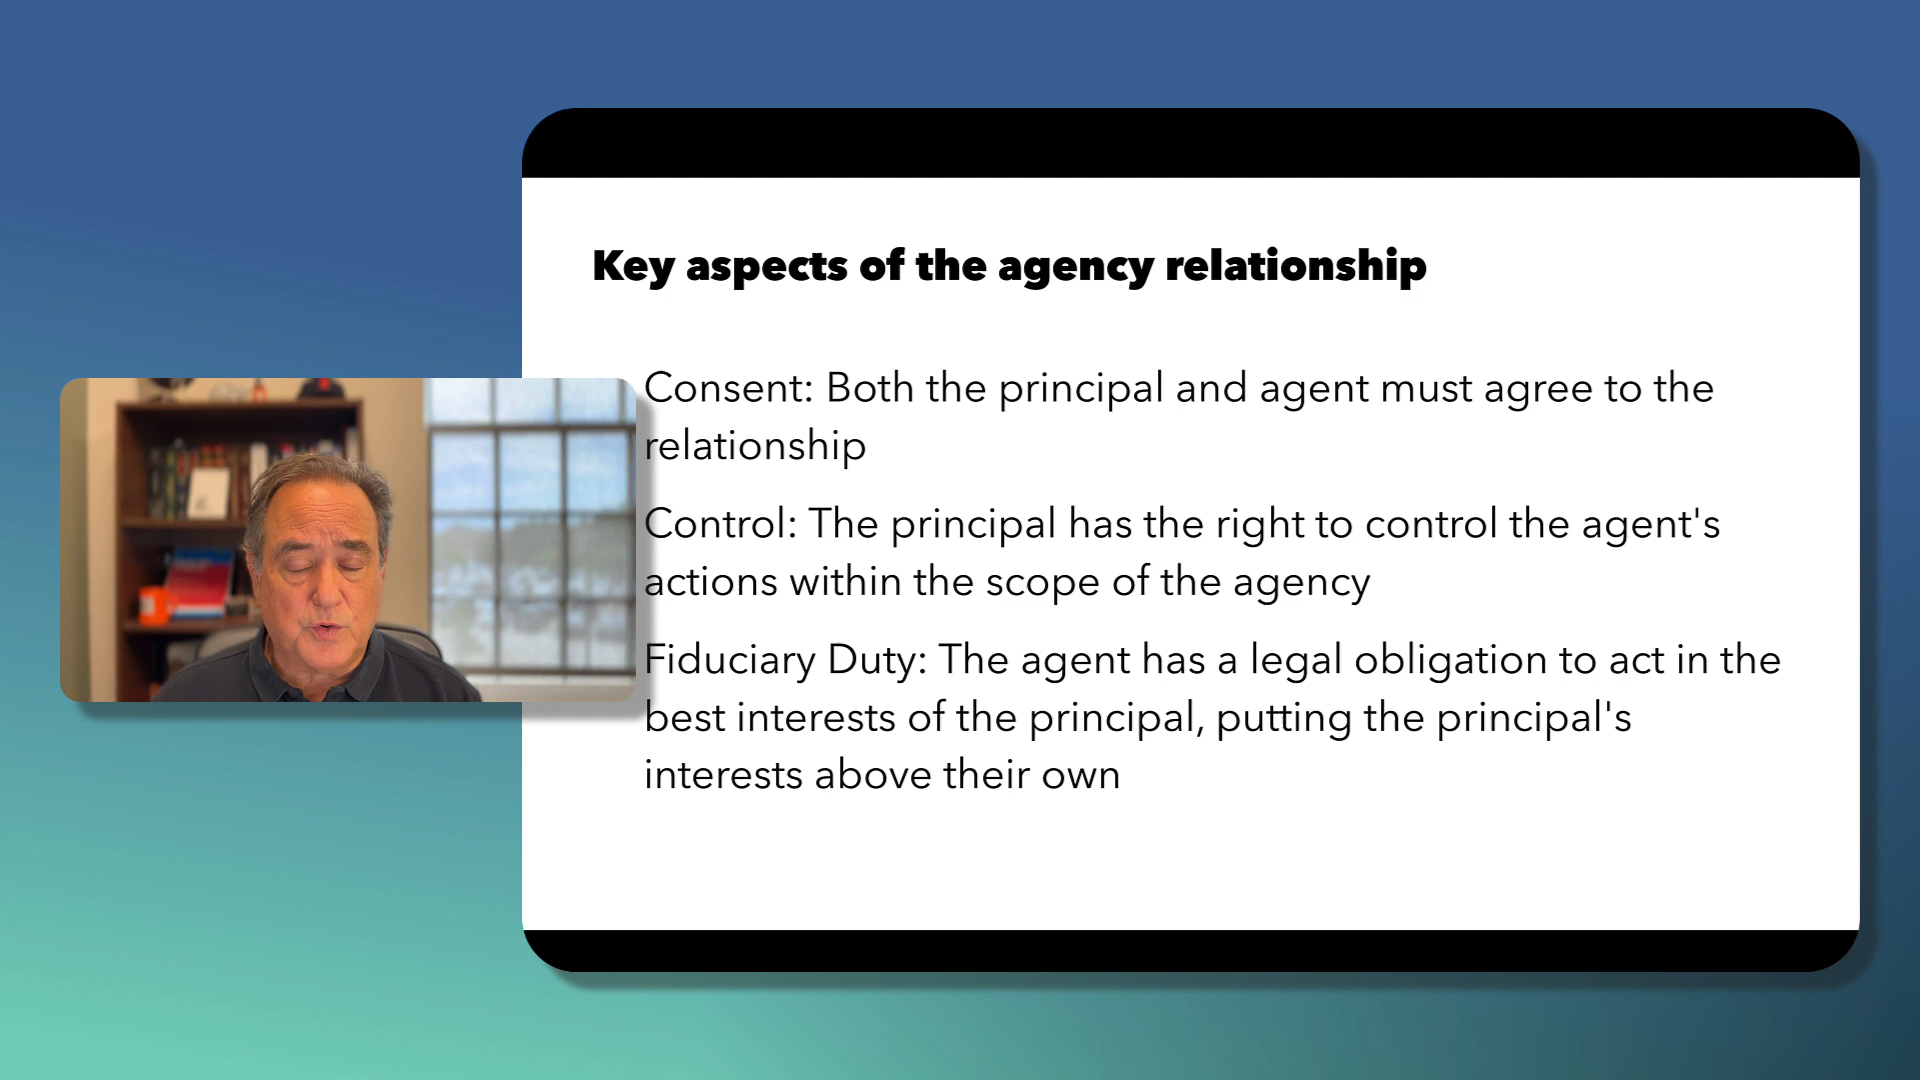 Key aspects of the agency relationship
Consent: Both the principal and agent must agree to the
relationship
Control: The principal has the right to control the agent's
actions within the scope of the agency
Fiduciary Duty: The agent has a legal obligation to act in the
best interests of the principal, putting the principal's
interests above their own